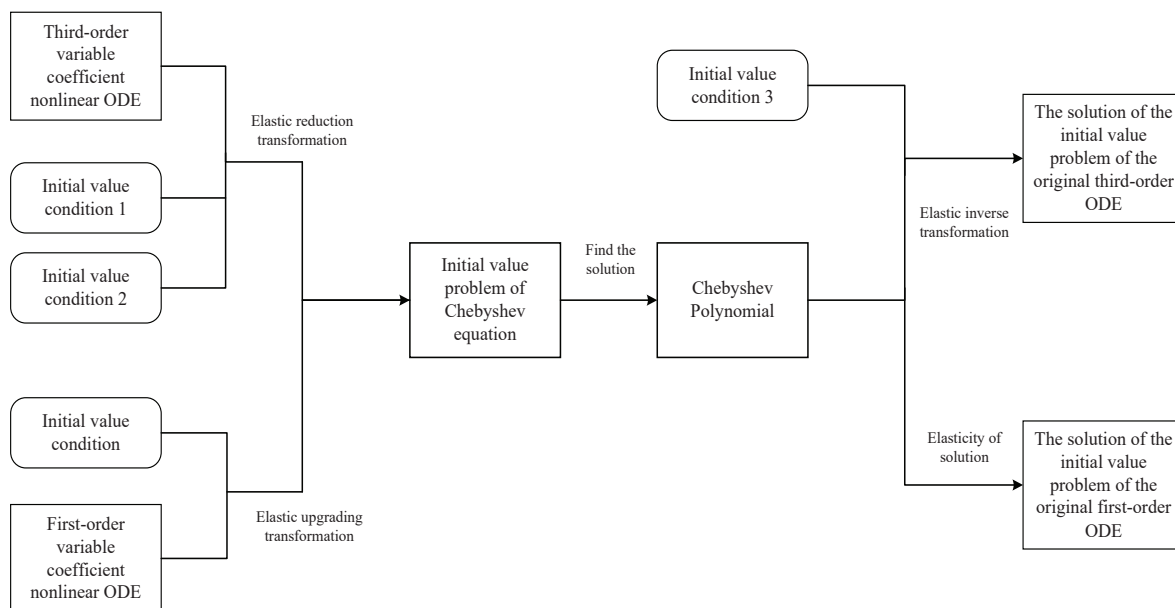 Third-order
variable
coefficient
nonlinear ODE
Initial value
condition 1
Initial value
condition 2
Elastic reduction
transformation
Initial value
condition
First-order
variable
coefficient
nonlinear ODE
Elastic upgrading
transformation
Initial value
problem of
Chebyshev
equation
Find the
solution
Chebyshev
Polynomial
Initial value
condition 3
Elastic inverse
transformation
The solution of the
initial value
problem of the
original third-order
ODE
Elasticity of
solution
The solution of the
initial value
problem of the
original first-order
ODE